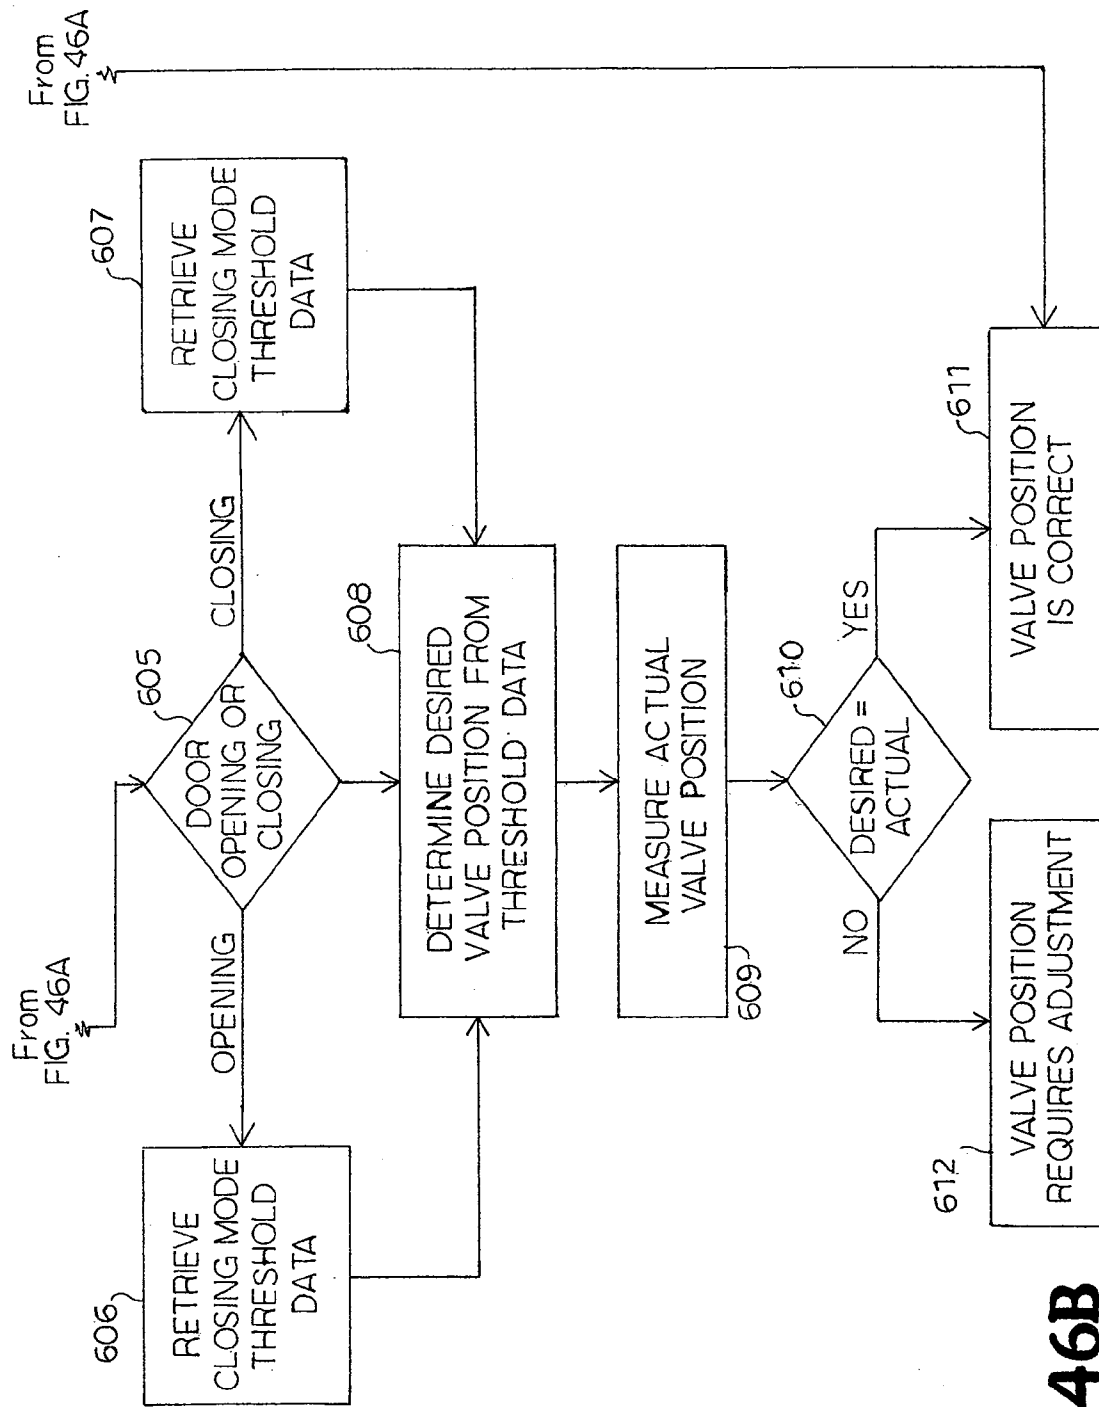 From
FIG. 46A
From
FIG. 46A
605
DOOR
OPENING OR
CLOSING
OPENING
CLOSING
606
RETRIEVE
CLOSING MODE
THRESHOLD
DATA
607
RETRIEVE
CLOSING MODE
THRESHOLD
DATA
608
DETERMINE DESIRED
VALVE POSITION FROM
THRESHOLD DATA
609
MEASURE ACTUAL
VALVE POSITION
610
DESIRED =
ACTUAL
NO
YES
612
VALVE POSITION
REQUIRES ADJUSTMENT
611
VALVE POSITION
IS CORRECT
46B